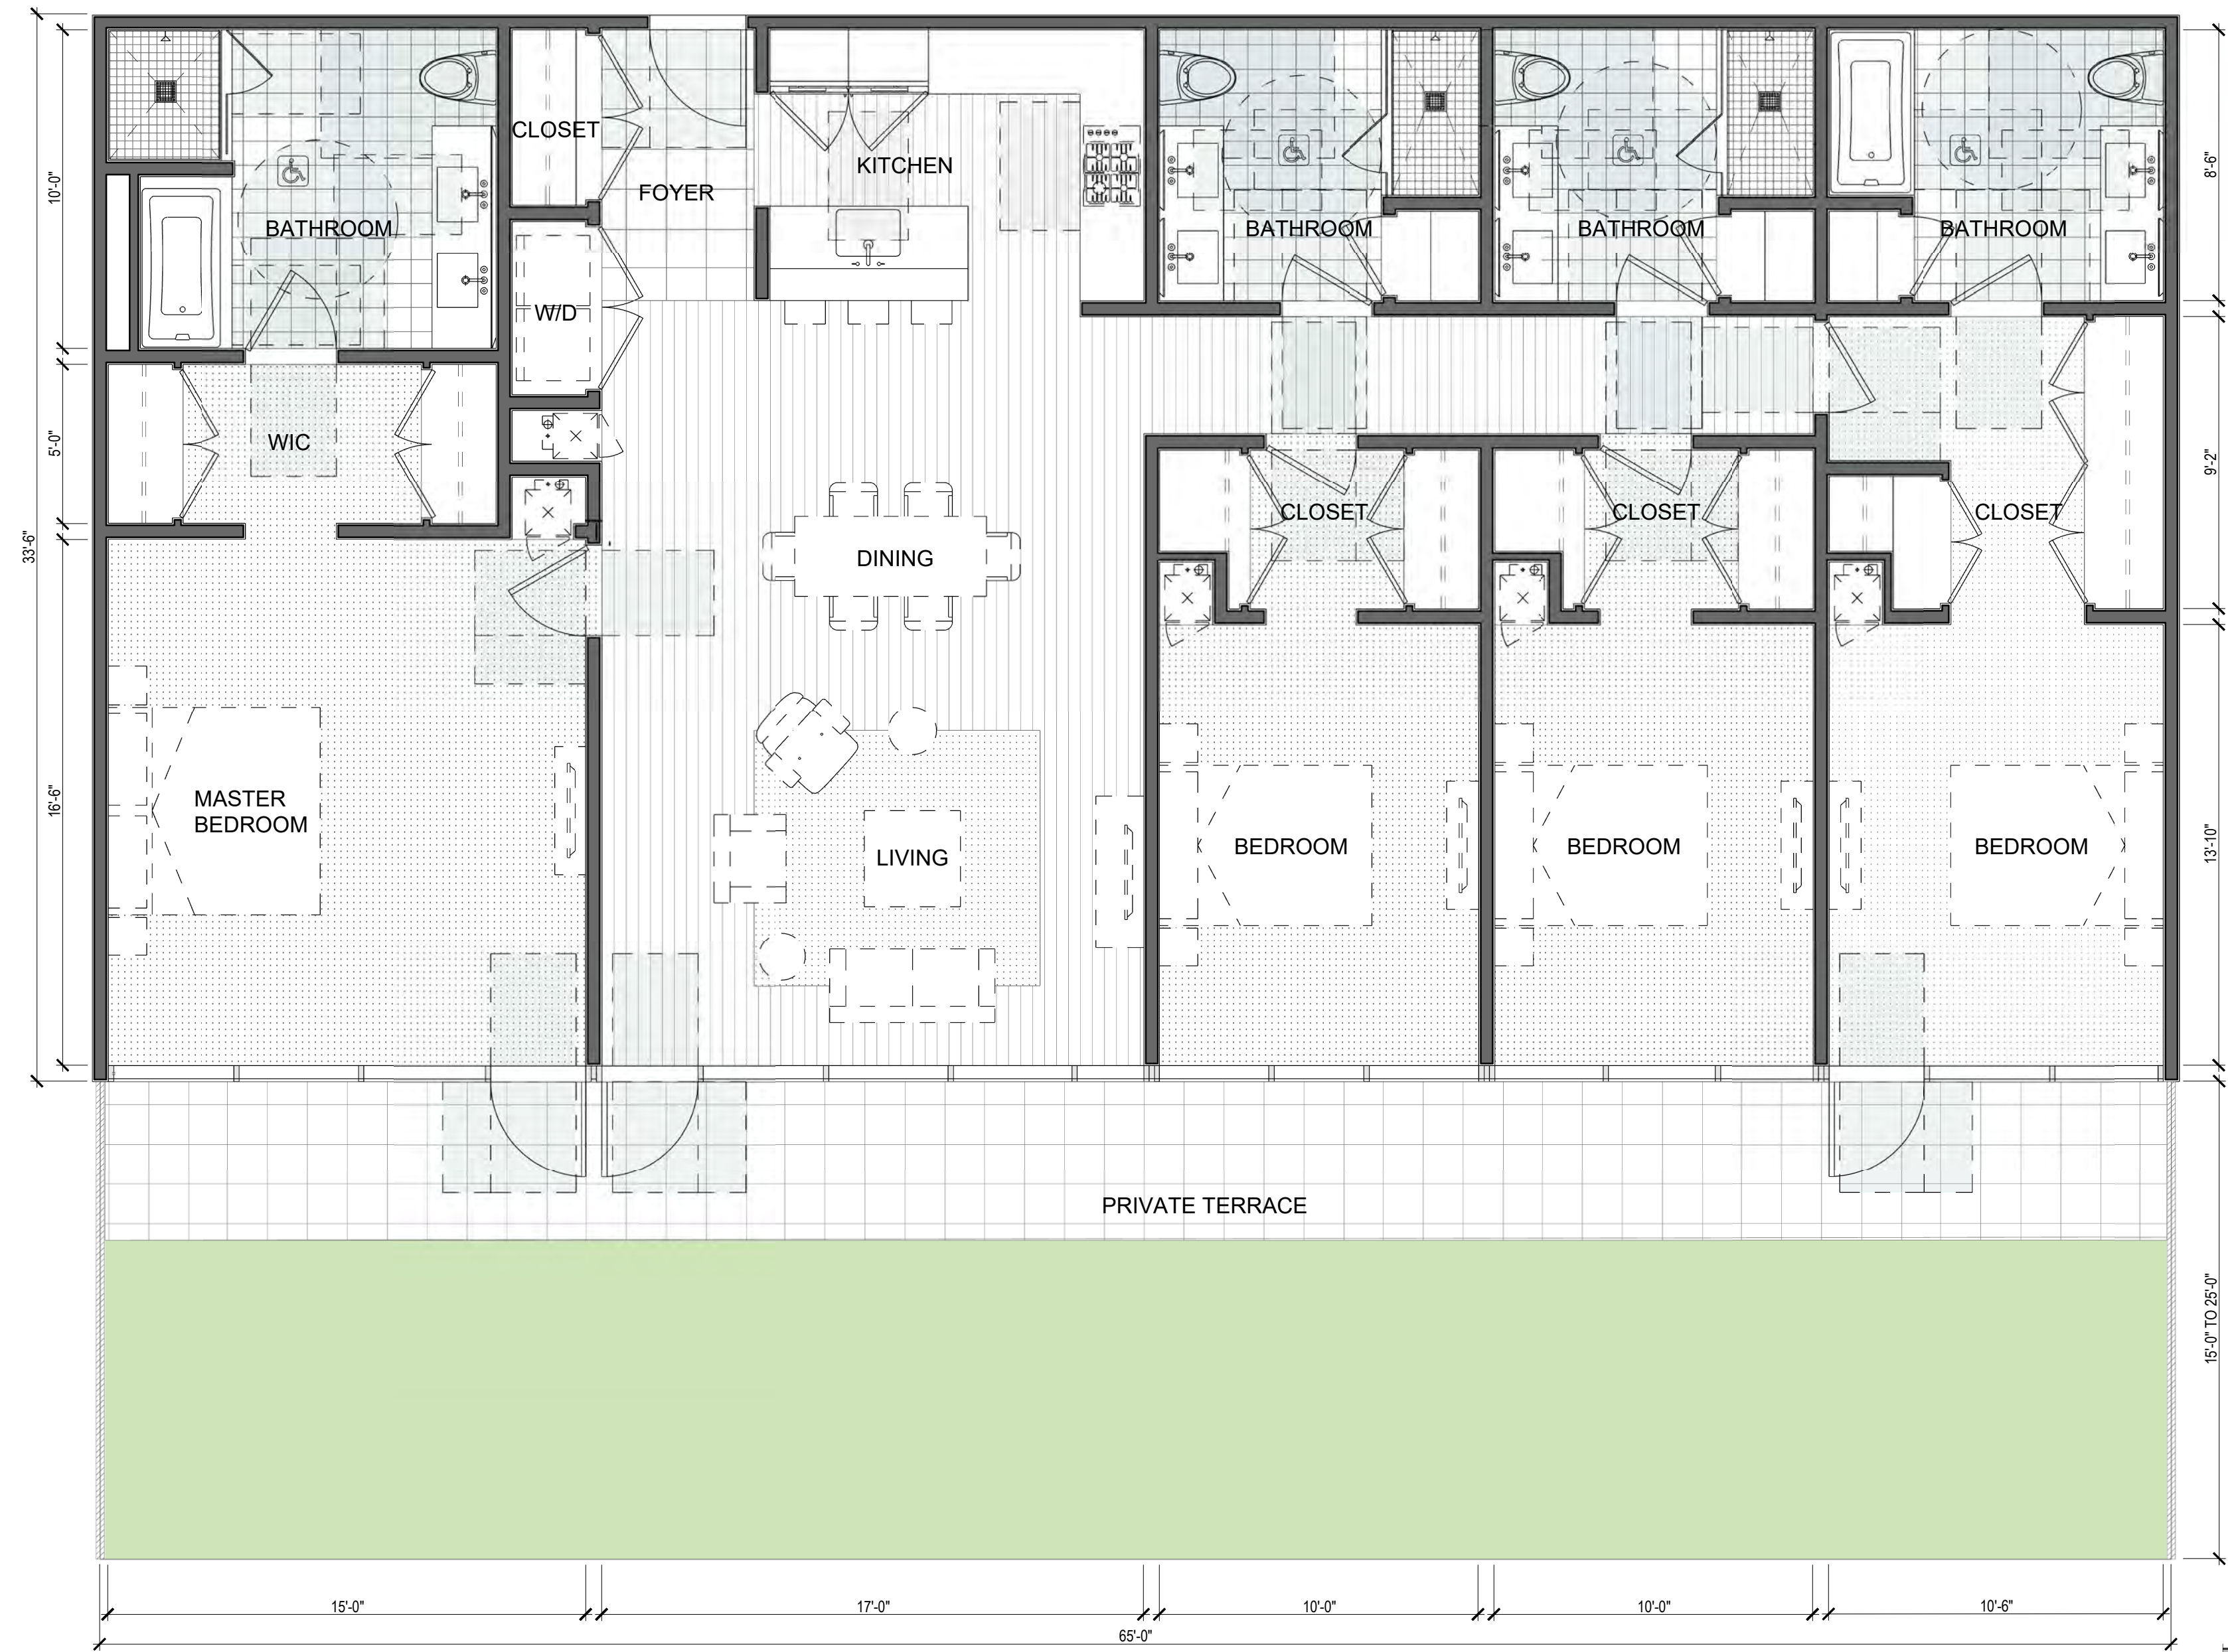 CLOSET
KITCHEN
FOYER
BATHROOM
BATHROOM
BATHROOM
BATHROOM
W/D
WIC
CLOSET
CLOSET
CLOSET
DINING
MASTER
BEDROOM
LIVING
BEDROOM
BEDROOM
BEDROOM
PRIVATE TERRACE
10'-0"
5'-0"
33'-6"
16'-6"
8'-6"
9'-2"
13'-10"
15'-0" TO 25'-0"
15'-0"
17'-0"
10'-0"
10'-0"
10'-6"
65'-0"